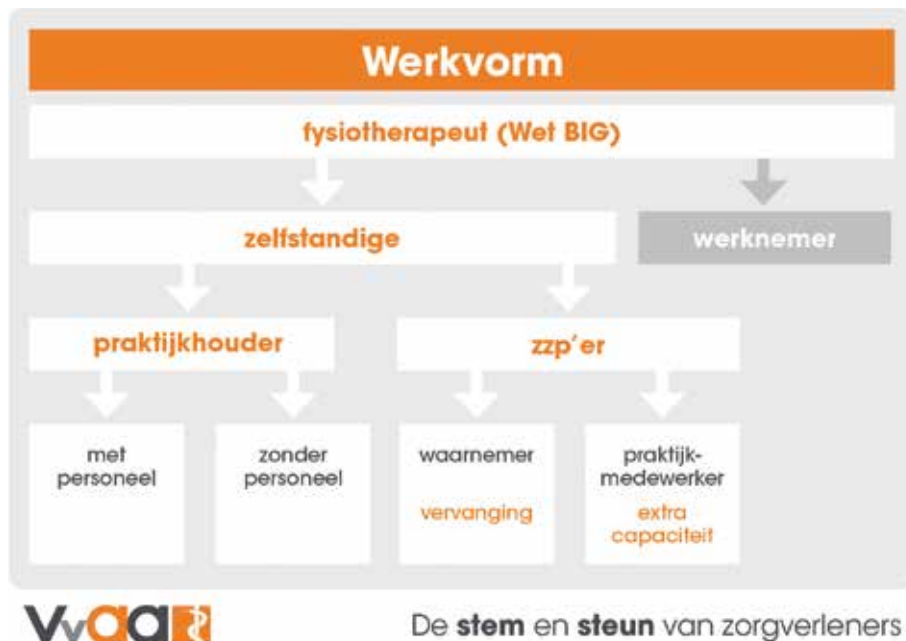 Werkvorm
fysiotherapeut (Wet BIG)
zelfstandige
werknemer
praktijkhouder
zzp'er
met
personeel
zonder
personeel
waarnemer
vervanging
praktijk-
medewerker
extra
capaciteit
VvAA
De stem en steun van zorgverleners